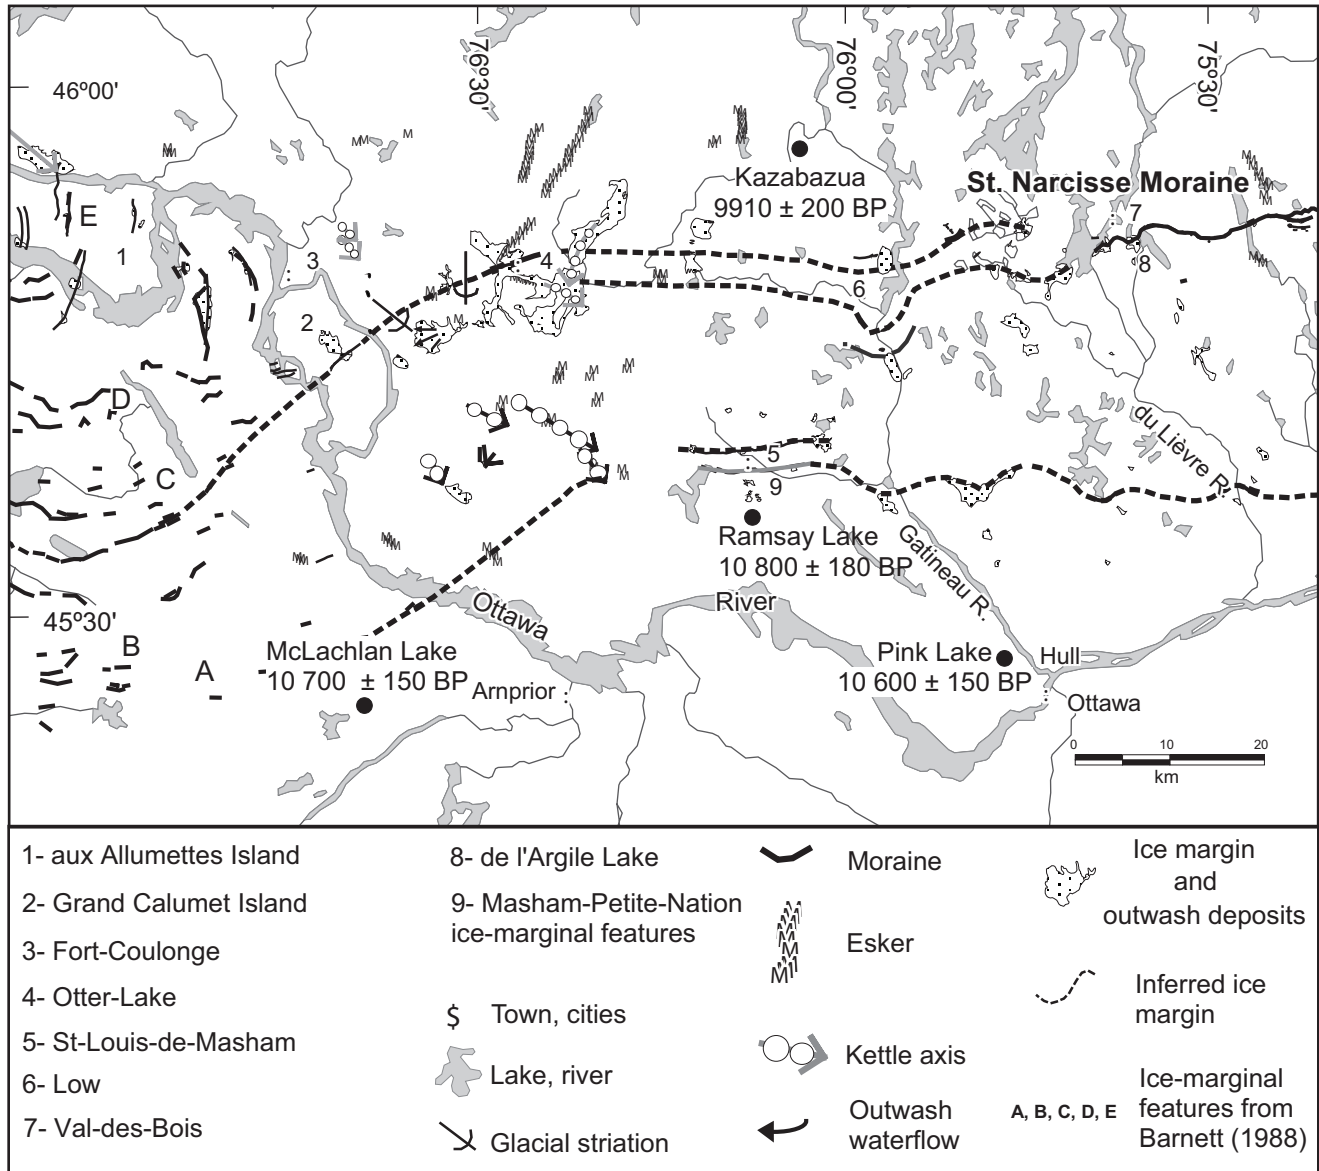 76º30'
76º00'
75º30'
46º00'
Kazabazua
9910 ± 200 BP
St. Narcisse Moraine
E
1
3
4
7
8
2
6
D
C
5
9
du Lièvre R.
Ramsay Lake
10 800 ± 180 BP
Gatineau R.
45º30'
Ottawa
River
B
A
McLachlan Lake
10 700 ± 150 BP
Arnprior
Pink Lake
10 600 ± 150 BP
Hull
Ottawa
0 10 20
km
1- aux Allumettes Island
2- Grand Calumet Island
3- Fort-Coulonge
4- Otter-Lake
5- St-Louis-de-Masham
6- Low
7- Val-des-Bois
8- de l'Argile Lake
9- Masham-Petite-Nation
ice-marginal features
$ Town, cities
Lake, river
Glacial striation
Moraine
Esker
Kettle axis
Outwash
waterflow
Ice margin
and
outwash deposits
Inferred ice
margin
A, B, C, D, E
Ice-marginal
features from
Barnett (1988)